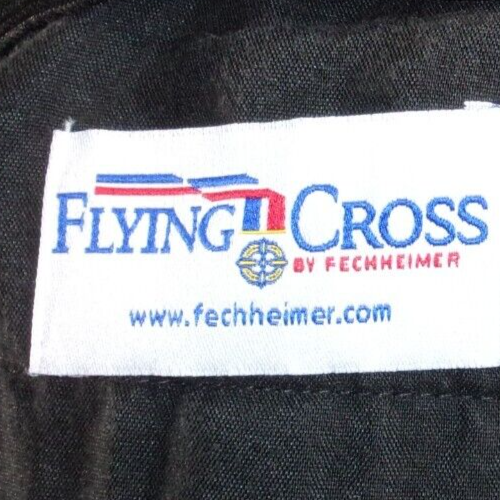 FLYING CROSS
BY FECHHEIMER
www.fechheimer.com